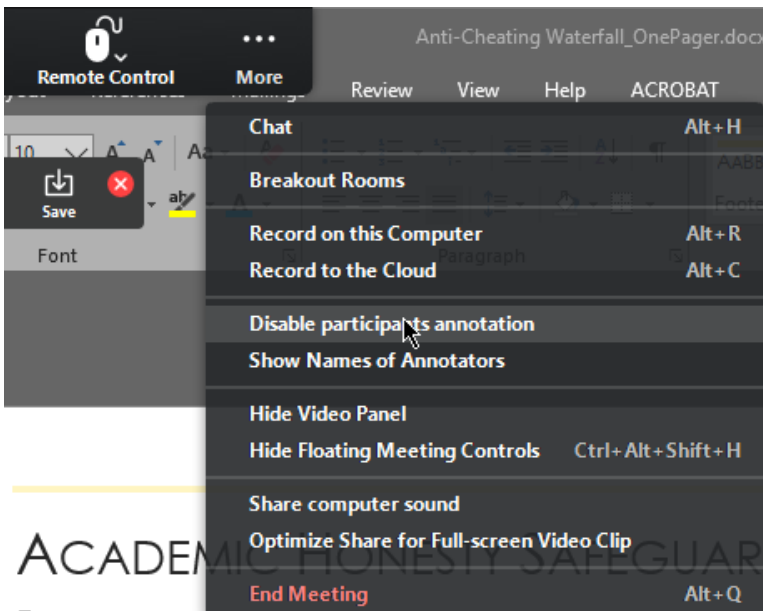 Anti-Cheating Waterfall_OnePager.docx
Remote Control
More
Review View Help ACROBAT
Chat Alt+H
10
Save
Breakout Rooms
Record on this Computer Alt+R
Font
Paragraph
Record to the Cloud Alt+C
Disable participants annotation
Show Names of Annotators
Hide Video Panel
Hide Floating Meeting Controls Ctrl+Alt+Shift+H
Share computer sound
Optimize Share for Full-screen Video Clip
ACADEMIC HONESTY SAFEGUAR
End Meeting Alt+Q